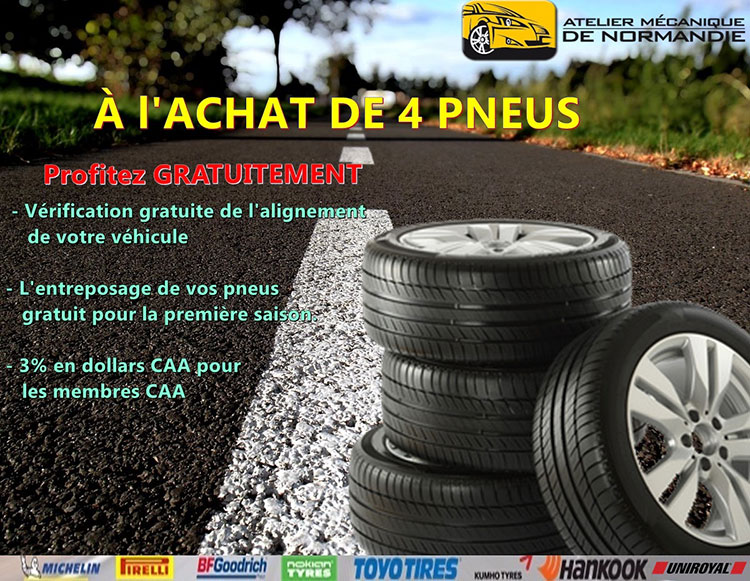 ATELIER MÉCANIQUE
DE NORMANDIE
À l'ACHAT DE 4 PNEUS
Profitez GRATUITEMENT
- Vérification gratuite de l'alignement
de votre véhicule
- L'entreposage de vos pneus
gratuit pour la première saison.
- 3% en dollars CAA pour
les membres CAA
MICHELIN PIRELLI BFGoodrich nokian TYRES TOYO TIRES KUMHO TYRES HANKOOK UNIROYAL